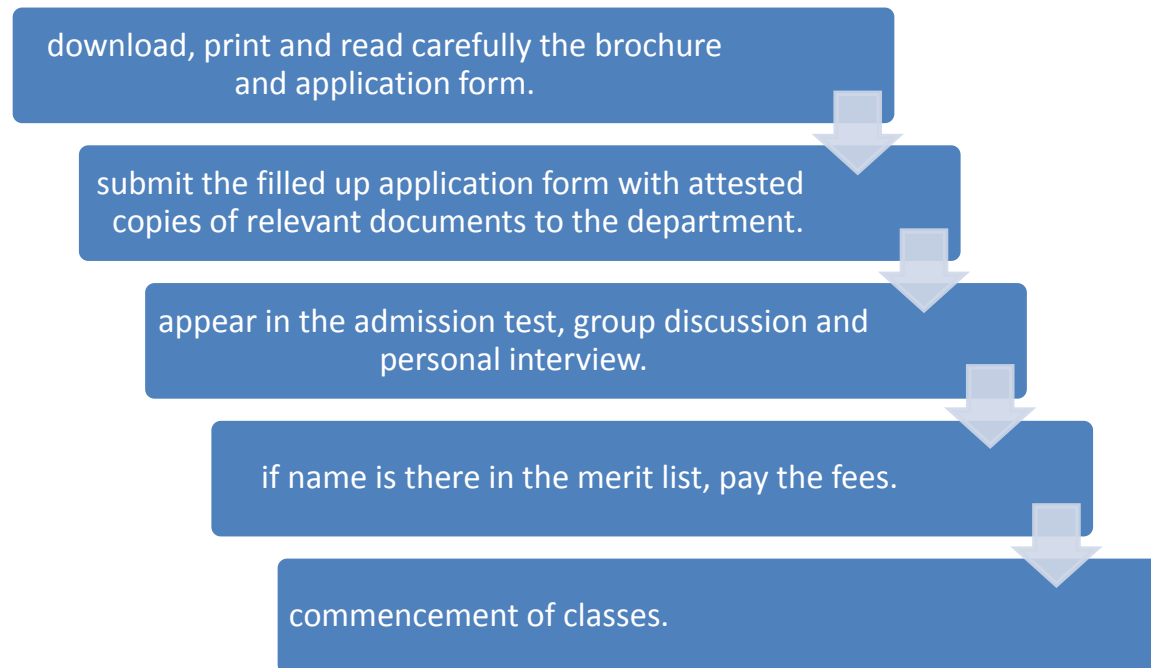 download, print and read carefully the brochure
and application form.
submit the filled up application form with attested
copies of relevant documents to the department.
appear in the admission test, group discussion and
personal interview.
if name is there in the merit list, pay the fees.
commencement of classes.